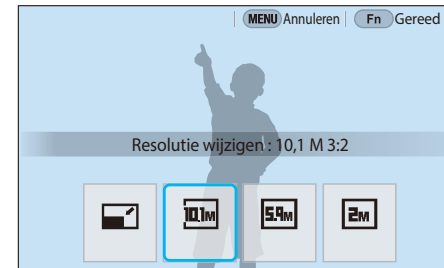 MENU Annuleren Fn Gereed
Resolutie wijzigen : 10,1 M 3:2
10.1M 5.9M 2M